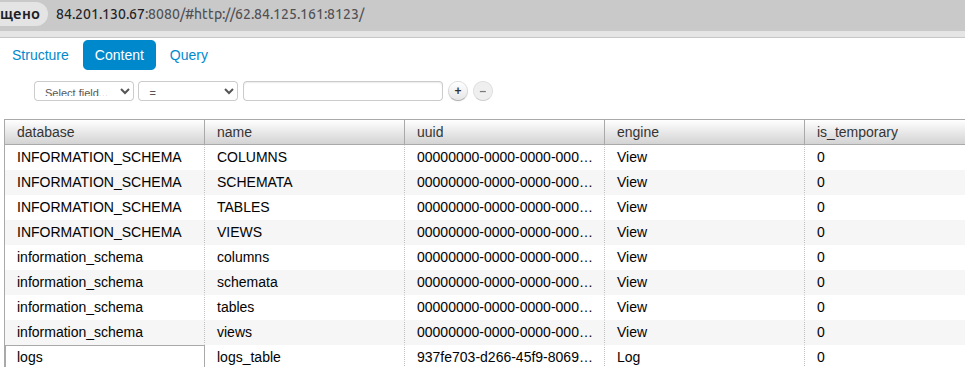 щено 84.201.130.67:8080/#http://62.84.125.161:8123/
Structure Content Query
Select field... = + −
database name uuid engine is_temporary
INFORMATION_SCHEMA COLUMNS 00000000-0000-0000-000... View 0
INFORMATION_SCHEMA SCHEMATA 00000000-0000-0000-000... View 0
INFORMATION_SCHEMA TABLES 00000000-0000-0000-000... View 0
INFORMATION_SCHEMA VIEWS 00000000-0000-0000-000... View 0
information_schema columns 00000000-0000-0000-000... View 0
information_schema schemata 00000000-0000-0000-000... View 0
information_schema tables 00000000-0000-0000-000... View 0
information_schema views 00000000-0000-0000-000... View 0
logs logs_table 937fe703-d266-45f9-8069... Log 0